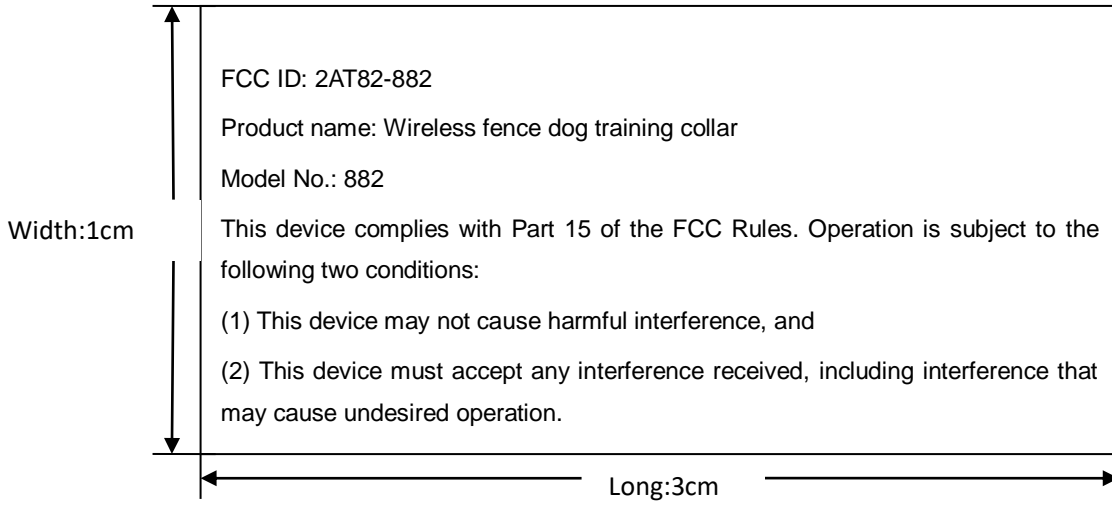 FCC ID: 2AT82-882
Product name: Wireless fence dog training collar
Model No.: 882
Width:1cm
This device complies with Part 15 of the FCC Rules. Operation is subject to the
following two conditions:
(1) This device may not cause harmful interference, and
(2) This device must accept any interference received, including interference that
may cause undesired operation.
Long:3cm